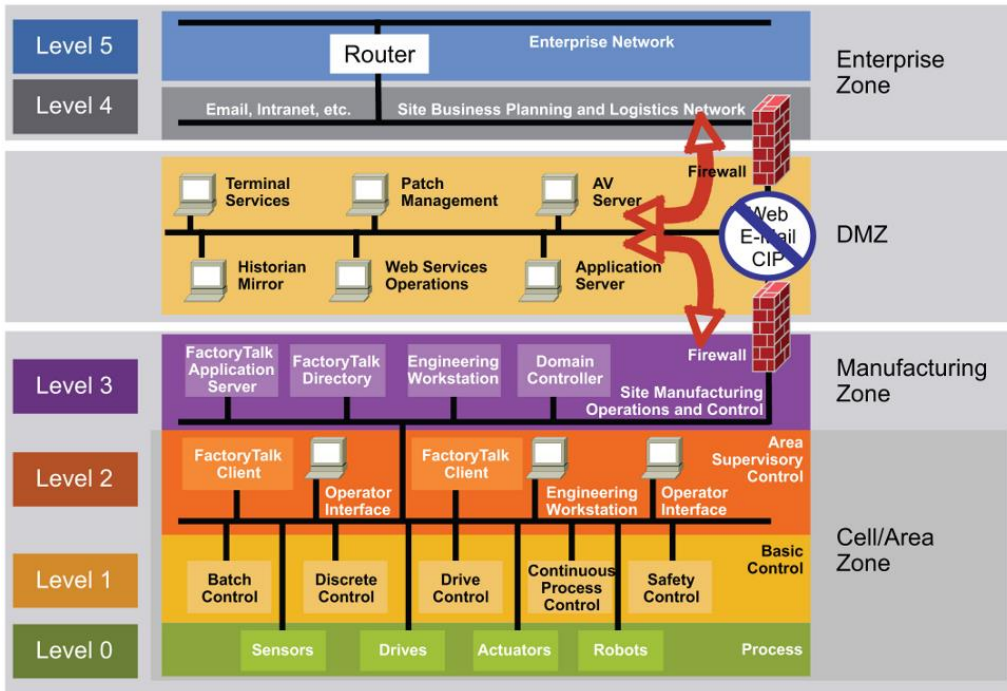 Level 5
Enterprise Network
Router
Enterprise
Zone
Level 4
Email, Intranet, etc.
Site Business Planning and Logistics Network
Firewall
Terminal
Services
Patch
Management
AV
Server
Web
E-Mail
CIP
DMZ
Historian
Mirror
Web Services
Operations
Application
Server
Firewall
Level 3
FactoryTalk
Application
Server
FactoryTalk
Directory
Engineering
Workstation
Domain
Controller
Site Manufacturing
Operations and Control
Manufacturing
Zone
Level 2
FactoryTalk
Client
Operator
Interface
FactoryTalk
Client
Engineering
Workstation
Operator
Interface
Area
Supervisory
Control
Cell/Area
Zone
Level 1
Batch
Control
Discrete
Control
Drive
Control
Continuous
Process
Control
Safety
Control
Basic
Control
Level 0
Sensors
Drives
Actuators
Robots
Process